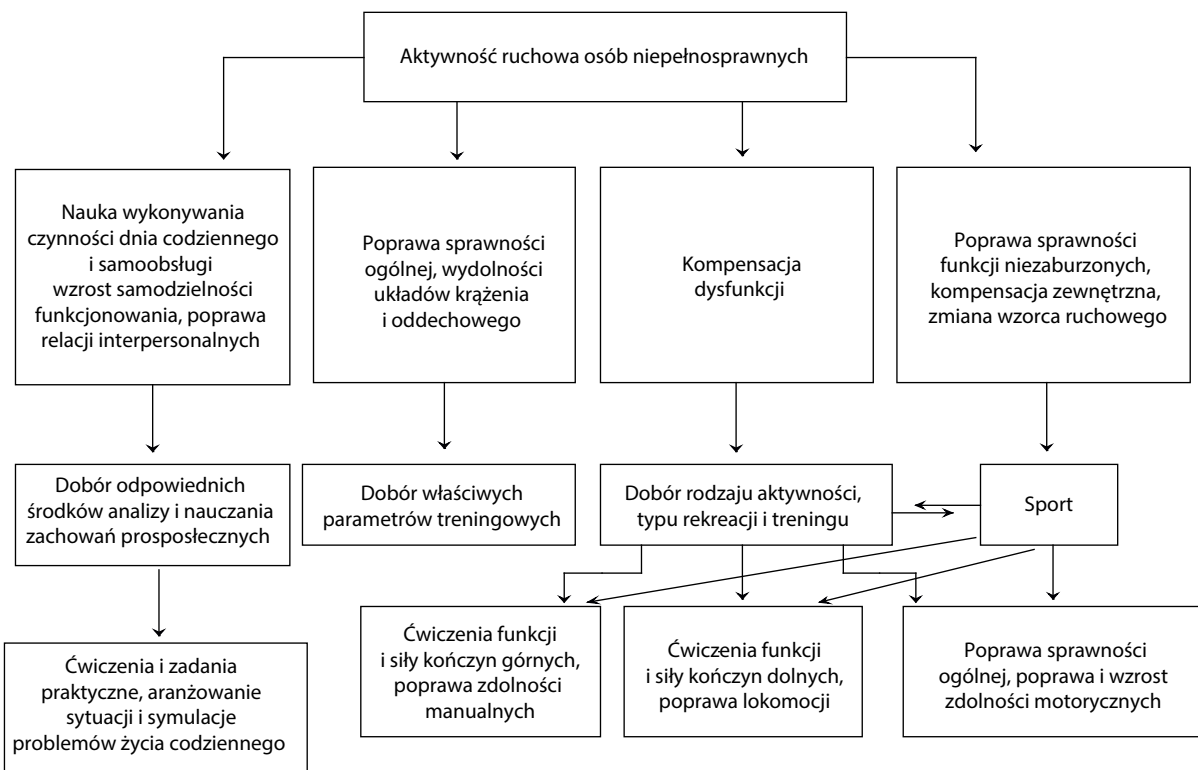 Aktywność ruchowa osób niepełnosprawnych
Nauka wykonywania
czynności dnia codziennego
i samoobsługi
wzrost samodzielności
funkcjonowania, poprawa
relacji interpersonalnych
Poprawa sprawności
ogólnej, wydolności
układów krążenia
i oddechowego
Kompensacja
dysfunkcji
Poprawa sprawności
funkcji niezaburzonych,
kompensacja zewnętrzna,
zmiana wzorca ruchowego
Dobór odpowiednich
środków analizy i nauczania
zachowań prosposłecznych
Dobór właściwych
parametrów treningowych
Dobór rodzaju aktywności,
typu rekreacji i treningu
Sport
Ćwiczenia i zadania
praktyczne, aranżowanie
sytuacji i symulacje
problemów życia codziennego
Ćwiczenia funkcji
i siły kończyn górnych,
poprawa zdolności
manualnych
Ćwiczenia funkcji
i siły kończyn dolnych,
poprawa lokomocji
Poprawa sprawności
ogólnej, poprawa i wzrost
zdolności motorycznych